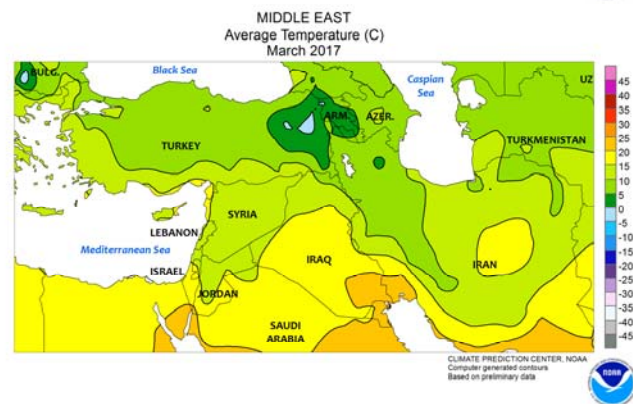 MIDDLE EAST
Average Temperature (C)
March 2017
BULG.
Black Sea
Caspian
Sea
UZ
ARM.
AZER.
TURKMENISTAN
TURKEY
SYRIA
LEBANON
Mediterranean Sea
IRAQ
IRAN
ISRAEL
JORDAN
SAUDI
ARABIA
45
40
35
30
25
20
15
10
5
0
-5
-10
-15
-20
-25
-30
-35
-40
-45
CLIMATE PREDICTION CENTER, NOAA
Computer generated contours
Based on preliminary data
NOAA